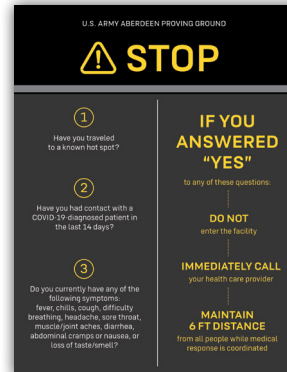 U.S. ARMY ABERDEEN PROVING GROUND
STOP
1
Have you traveled
to a known hot spot?
2
Have you had contact with a
COVID-19-diagnosed patient in
the last 14 days?
3
Do you currently have any of the
following symptoms:
fever, chills, cough, difficulty
breathing, headache, sore throat,
muscle/joint aches, diarrhea,
abdominal cramps or nausea, or
loss of taste/smell?
IF YOU
ANSWERED
“YES”
to any of these questions:
DO NOT
enter the facility
IMMEDIATELY CALL
your health care provider
MAINTAIN
6 FT DISTANCE
from all people while medical
response is coordinated